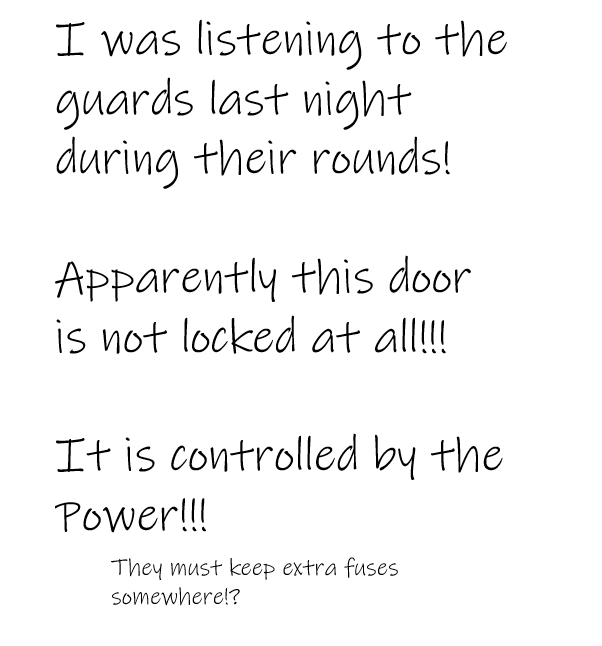 I was listening to the
guards last night
during their rounds!
Apparently this door
is not locked at all!!!
It is controlled by the
Power!!!
They must keep extra fuses
somewhere!?